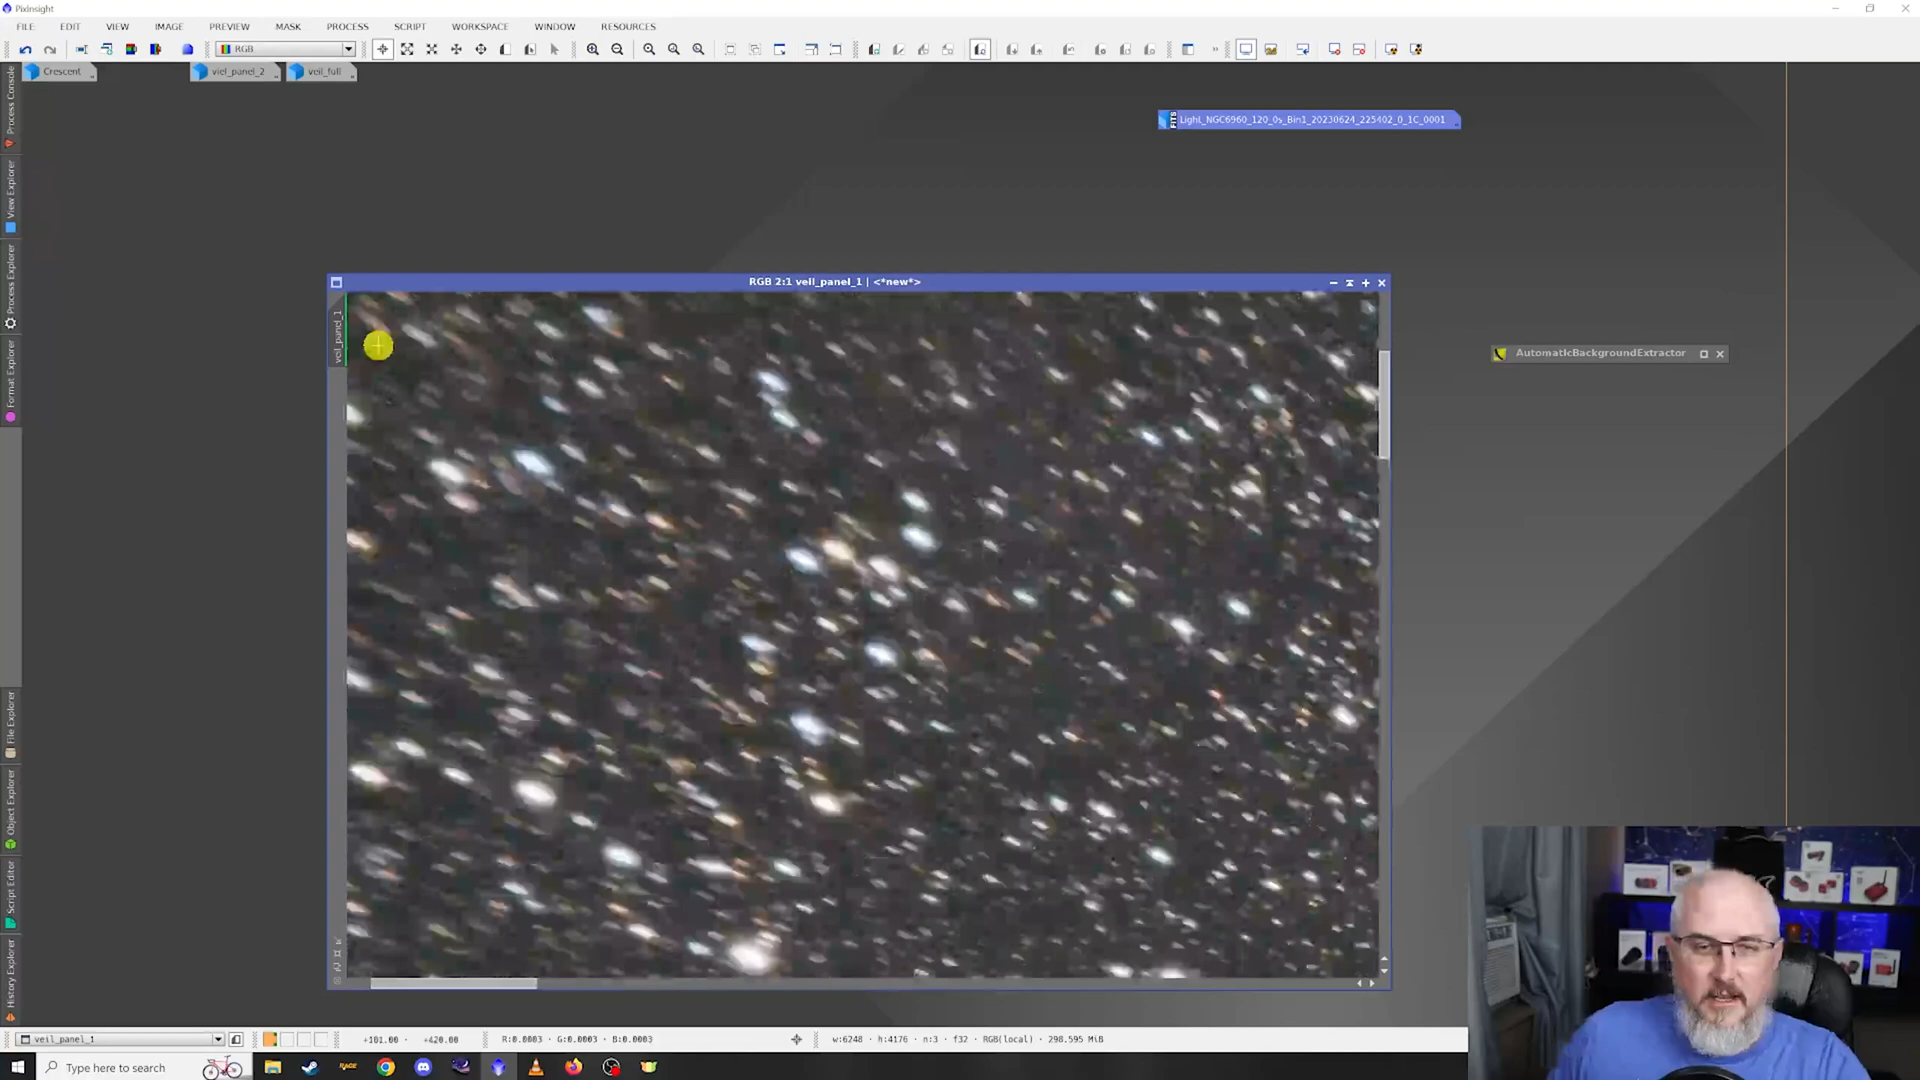 PixInsight
FILE EDIT VIEW IMAGE PREVIEW MASK PROCESS SCRIPT WORKSPACE WINDOW RESOURCES
RGB
Crescent viel_panel_2 veil_full
Light_NGC6960_120_0s_Bin1_20230624_225402_0_1C_0001
FITS
RGB 2:1 veil_panel_1 | <*new*>
veil_panel_1
AutomaticBackgroundExtractor
Process Console
View Explorer
Process Explorer
Format Explorer
File Explorer
Object Explorer
Script Editor
History Explorer
veil_panel_1 +101.00 +420.00 R:0.0003 · G:0.0003 · B:0.0003 w:6248 · h:4176 · n:3 · f32 · RGB(local) · 298.595 MiB
Type here to search
RAGE